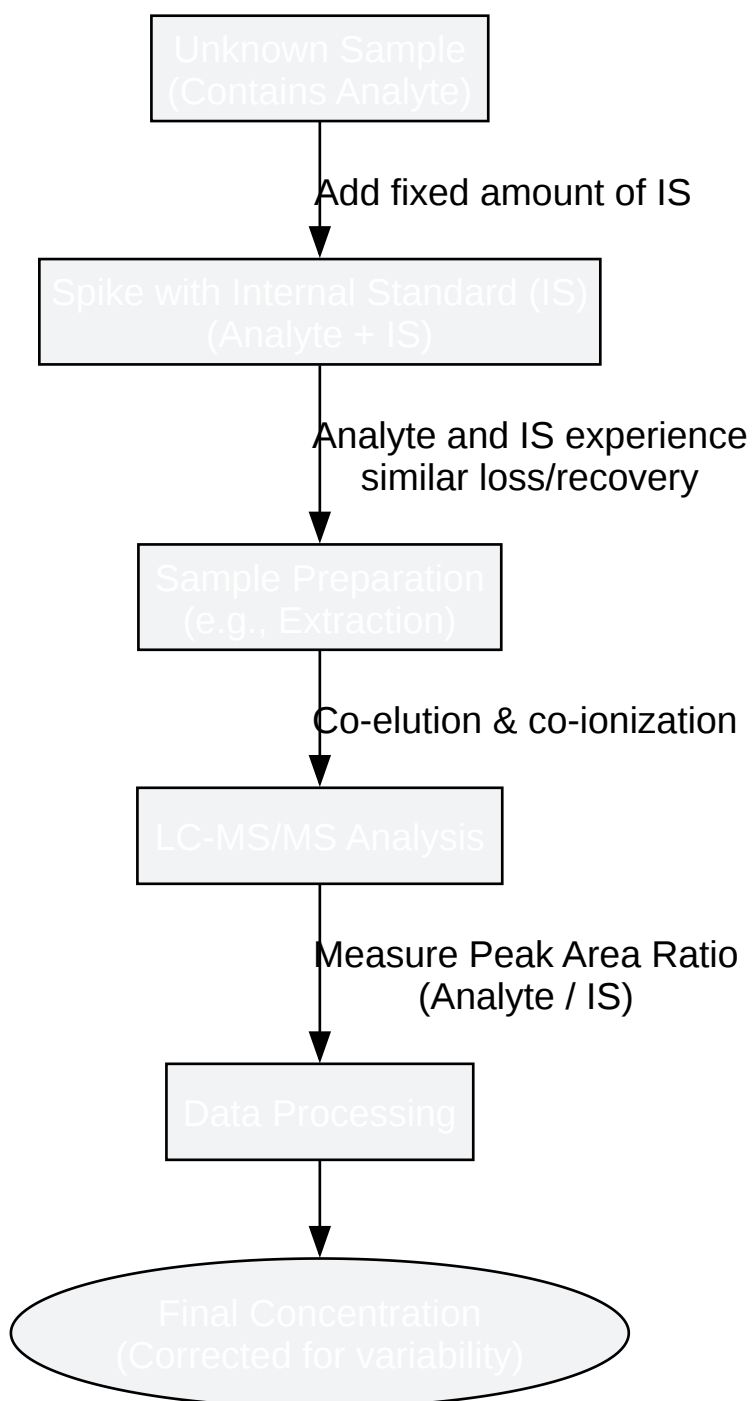 Unknown Sample
(Contains Analyte)
Add fixed amount of IS
Spike with Internal Standard (IS)
(Analyte + IS)
Analyte and IS experience
similar loss/recovery
Sample Preparation
(e.g., Extraction)
Co-elution & co-ionization
LC-MS/MS Analysis
Measure Peak Area Ratio
(Analyte / IS)
Data Processing
Final Concentration
(Corrected for variability)